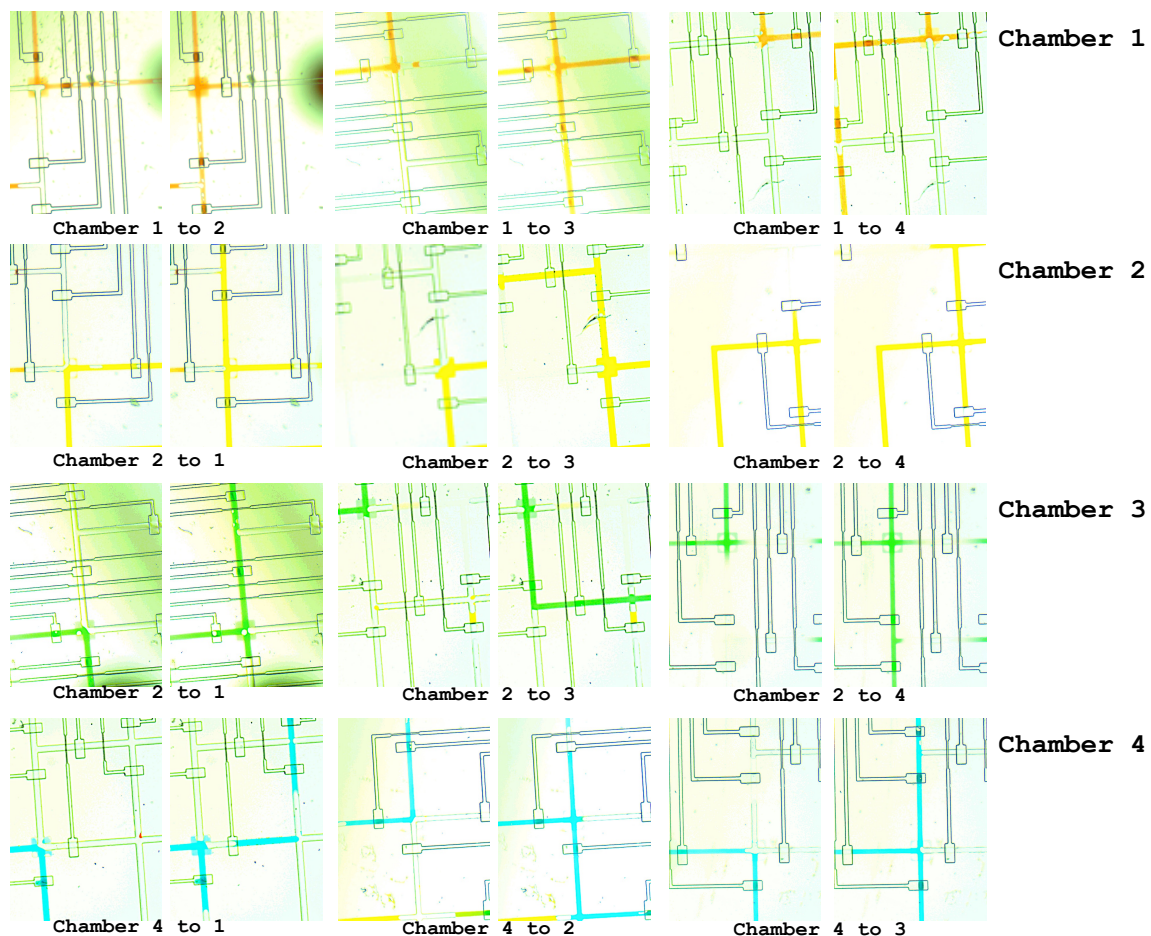 Chamber 1
Chamber 1 to 2
Chamber 1 to 3
Chamber 1 to 4
Chamber 2
Chamber 2 to 1
Chamber 2 to 3
Chamber 2 to 4
Chamber 3
Chamber 2 to 1
Chamber 2 to 3
Chamber 2 to 4
Chamber 4
Chamber 4 to 1
Chamber 4 to 2
Chamber 4 to 3